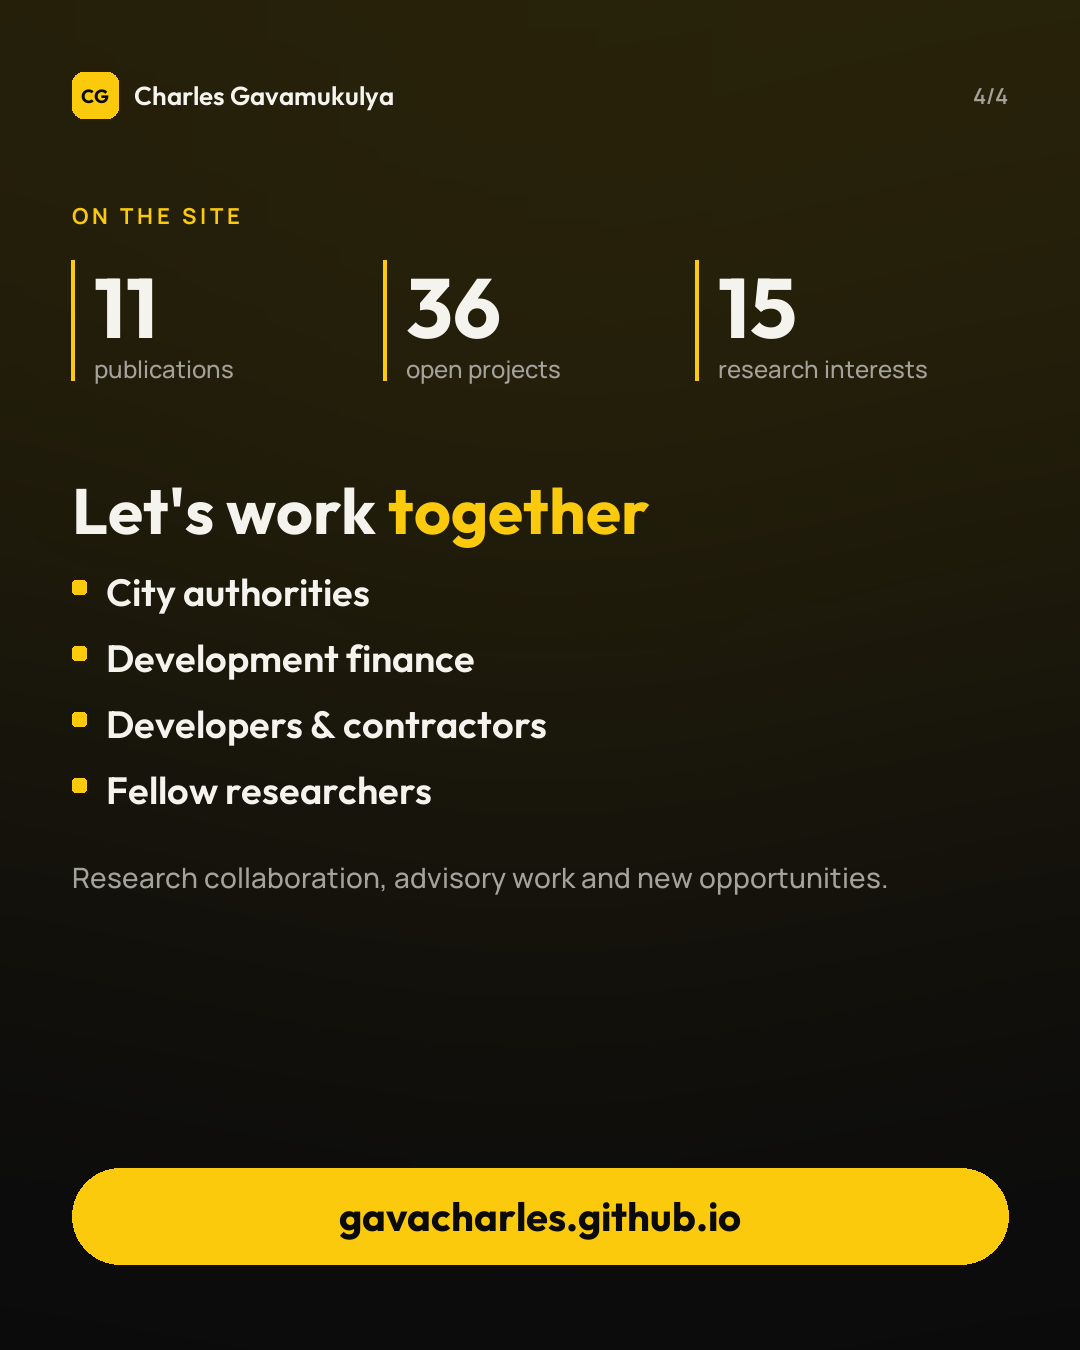 CG
Charles Gavamukulya
4/4
ON THE SITE
11
publications
36
open projects
15
research interests
Let's work together
City authorities
Development finance
Developers & contractors
Fellow researchers
Research collaboration, advisory work and new opportunities.
gavacharles.github.io